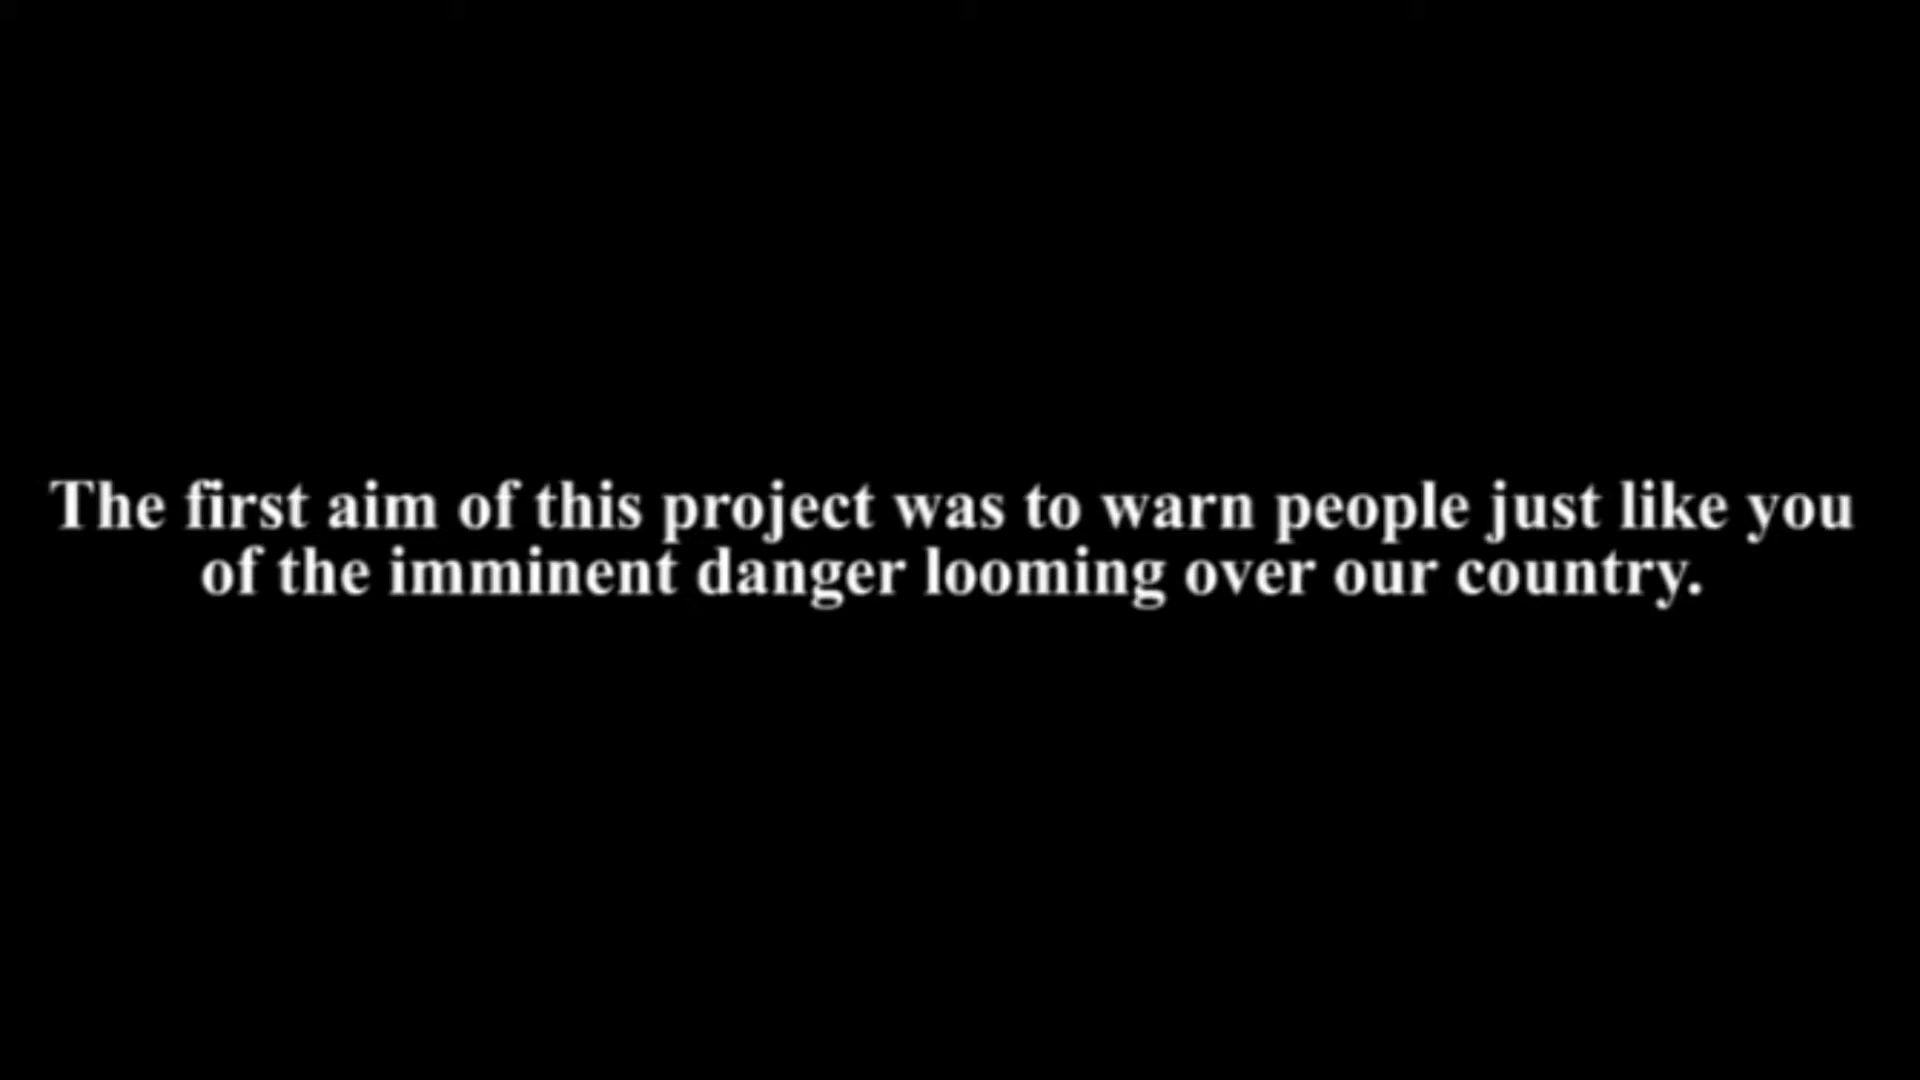 The first aim of this project was to warn people just like you
of the imminent danger looming over our country.